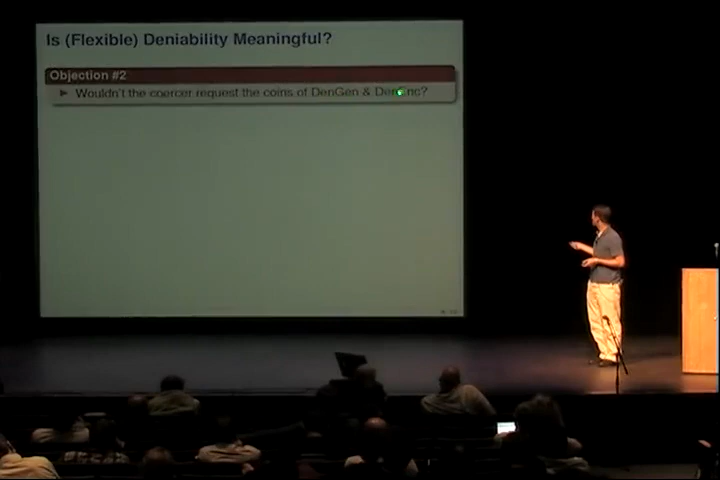 Is (Flexible) Deniability Meaningful?
Objection #2
► Wouldn't the coercer request the coins of DenGen & DenEnc?